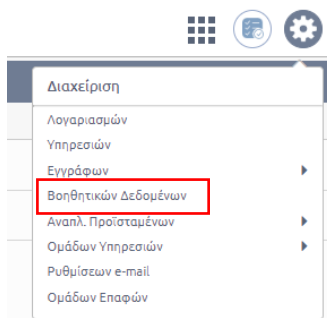 Διαχείριση
Λογαριασμών
Υπηρεσιών
Εγγράφων
Βοηθητικών Δεδομένων
Αναπλ. Προϊσταμένων
Ομάδων Υπηρεσιών
Ρυθμίσεων e-mail
Ομάδων Επαφών